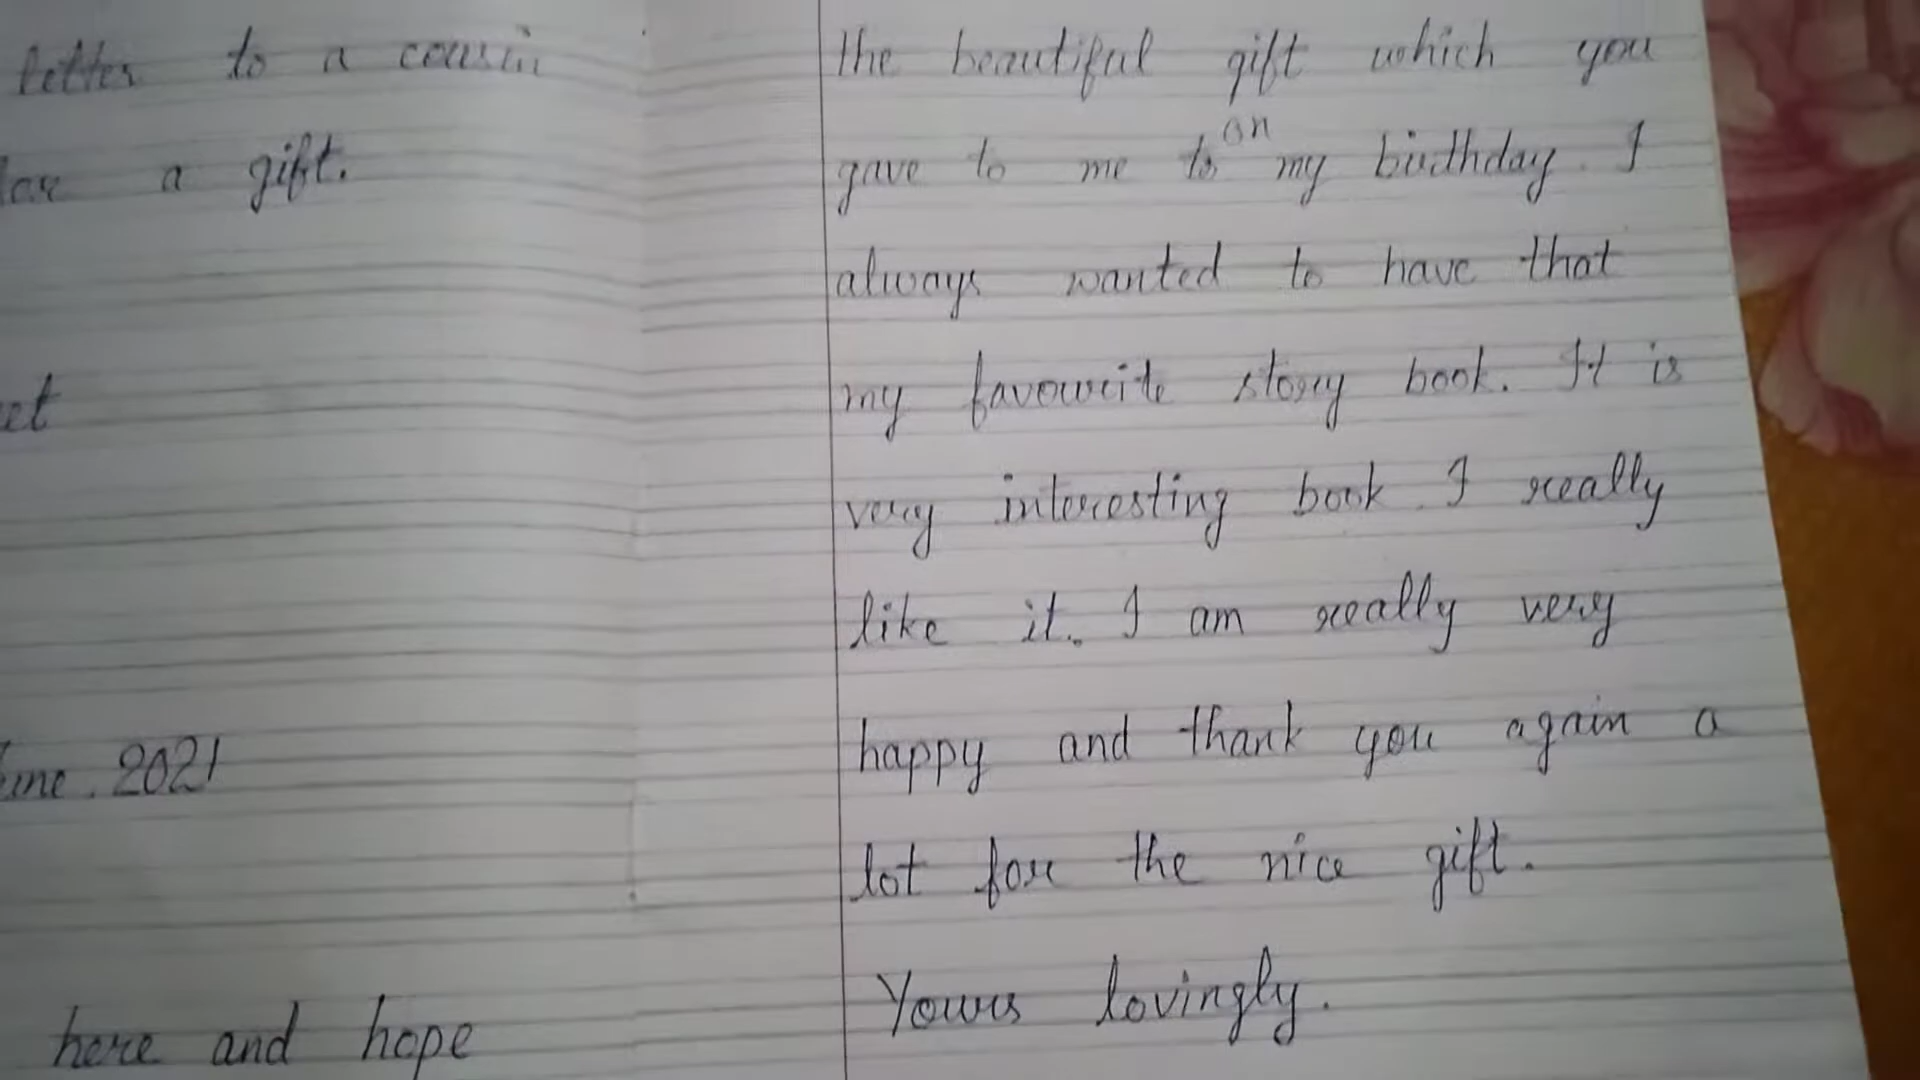 letter to a cousin
a gift.
2021
here and hope
the beautiful gift which you
gave to me to on my birthday. I
always wanted to have that
my favourite story book. It is
very interesting book. I really
like it. I am really very
happy and thank you again a
lot for the nice gift.
Yours lovingly.